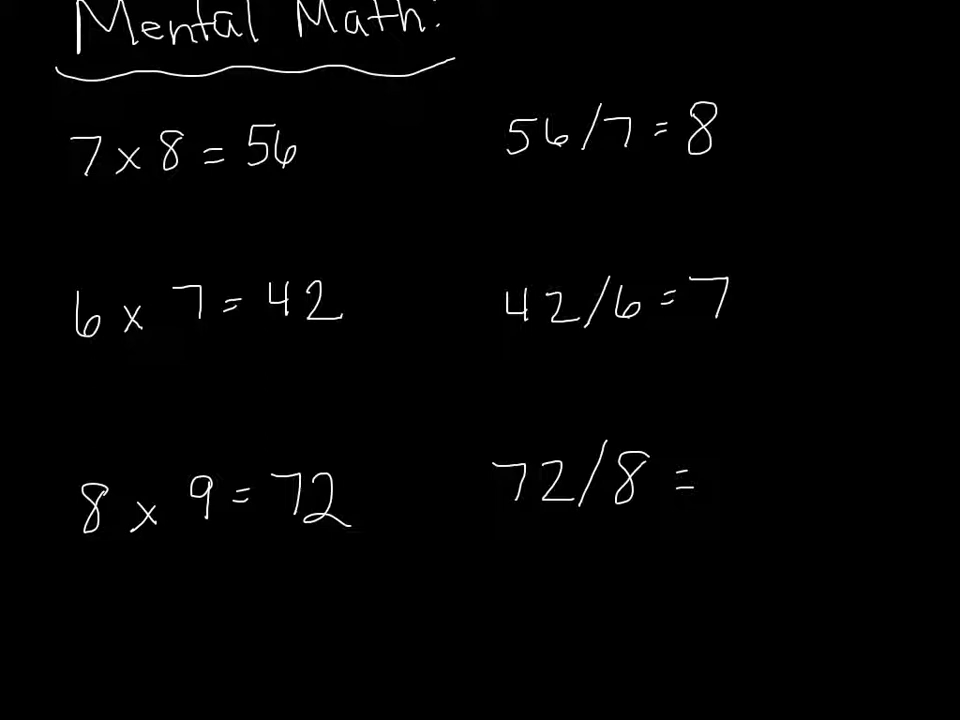 Mental Math:
7 x 8 = 56
56/7 = 8
6 x 7 = 42
42/6 = 7
8 x 9 = 72
72/8 =